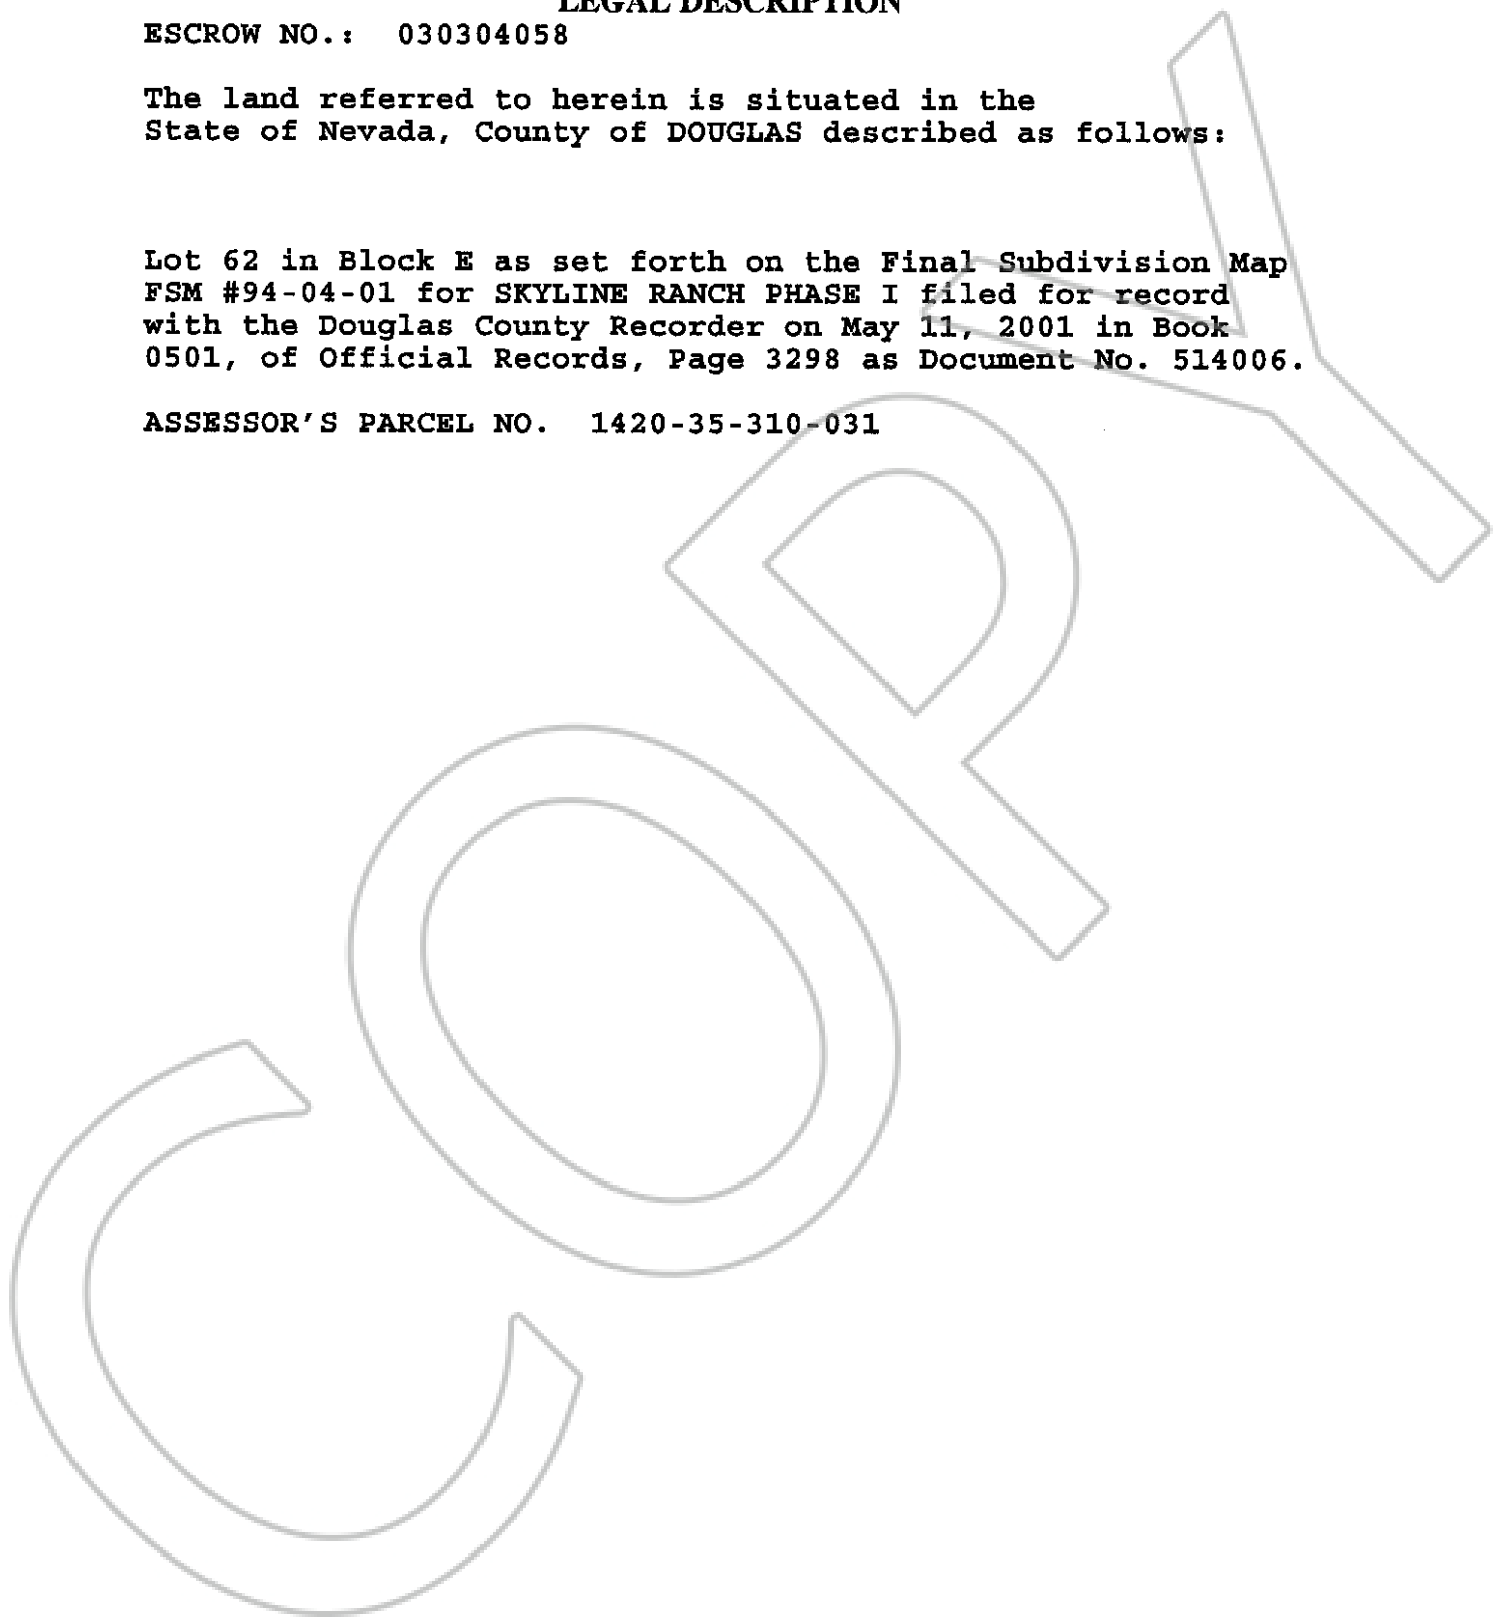 LEGAL DESCRIPTION
ESCROW NO.: 030304058
The land referred to herein is situated in the
State of Nevada, County of DOUGLAS described as follows:
Lot 62 in Block E as set forth on the Final Subdivision Map
FSM #94-04-01 for SKYLINE RANCH PHASE I filed for record
with the Douglas County Recorder on May 11, 2001 in Book
0501, of Official Records, Page 3298 as Document No. 514006.
ASSESSOR'S PARCEL NO. 1420-35-310-031
COPY